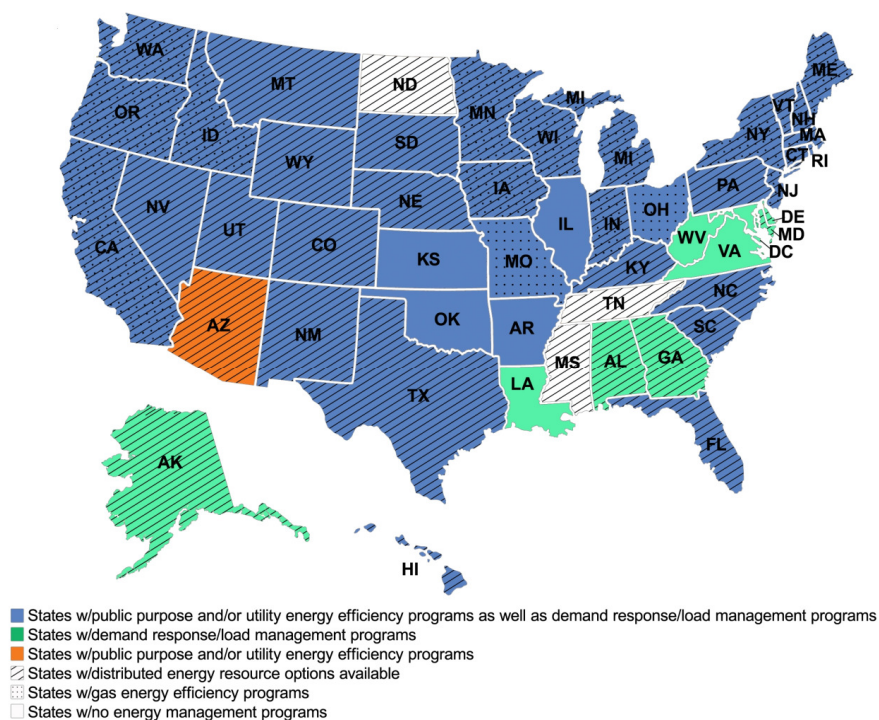 WA
MT
ND
MN
MI
ME
OR
ID
SD
WI
VT
NH
NY
MA
CT
RI
WY
MI
IA
PA
NJ
NV
NE
IL
IN
OH
DE
UT
CO
MD
CA
WV
DC
KS
MO
VA
KY
NC
AZ
TN
NM
OK
AR
SC
MS
AL
GA
LA
TX
FL
AK
HI
States w/public purpose and/or utility energy efficiency programs as well as demand response/load management programs
States w/demand response/load management programs
States w/public purpose and/or utility energy efficiency programs
States w/distributed energy resource options available
States w/gas energy efficiency programs
States w/no energy management programs